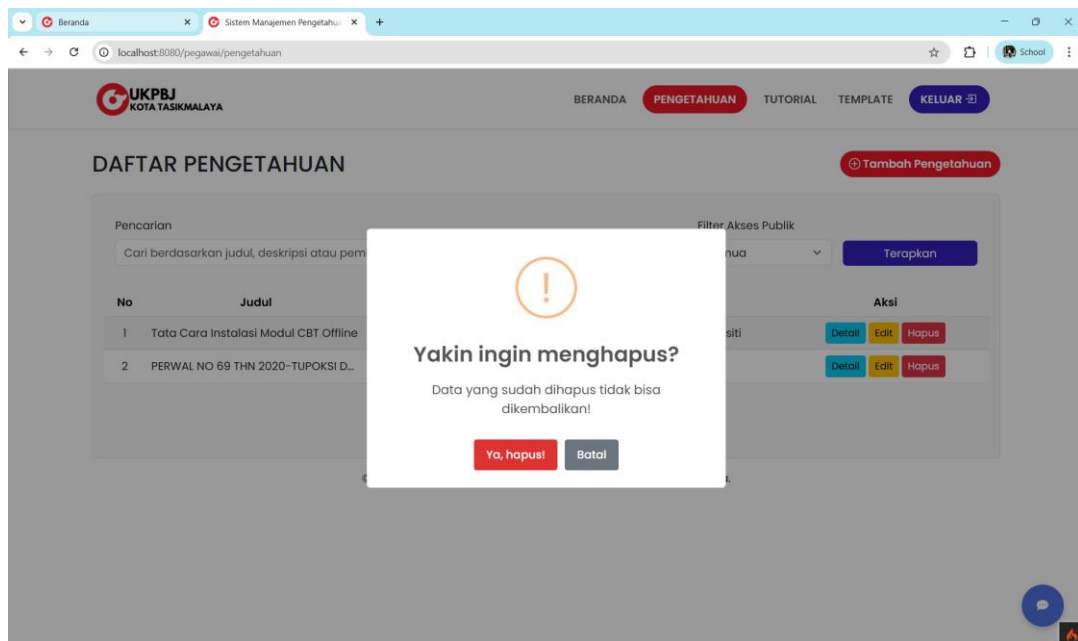 Beranda
Sistem Manajemen Pengetahu
localhost:8080/pegawai/pengetahuan
School
UKPBJ
KOTA TASIKMALAYA
BERANDA PENGETAHUAN TUTORIAL TEMPLATE KELUAR
DAFTAR PENGETAHUAN
Tambah Pengetahuan
Pencarian Filter Akses Publik
Cari berdasarkan judul, deskripsi atau pem Terapkan
No Judul Aksi
1 Tata Cara Instalasi Modul CBT Offline siti Detail Edit Hapus
2 PERWAL NO 69 THN 2020-TUPOKSI D... Detail Edit Hapus
Yakin ingin menghapus?
Data yang sudah dihapus tidak bisa
dikembalikan!
Ya, hapus! Batal